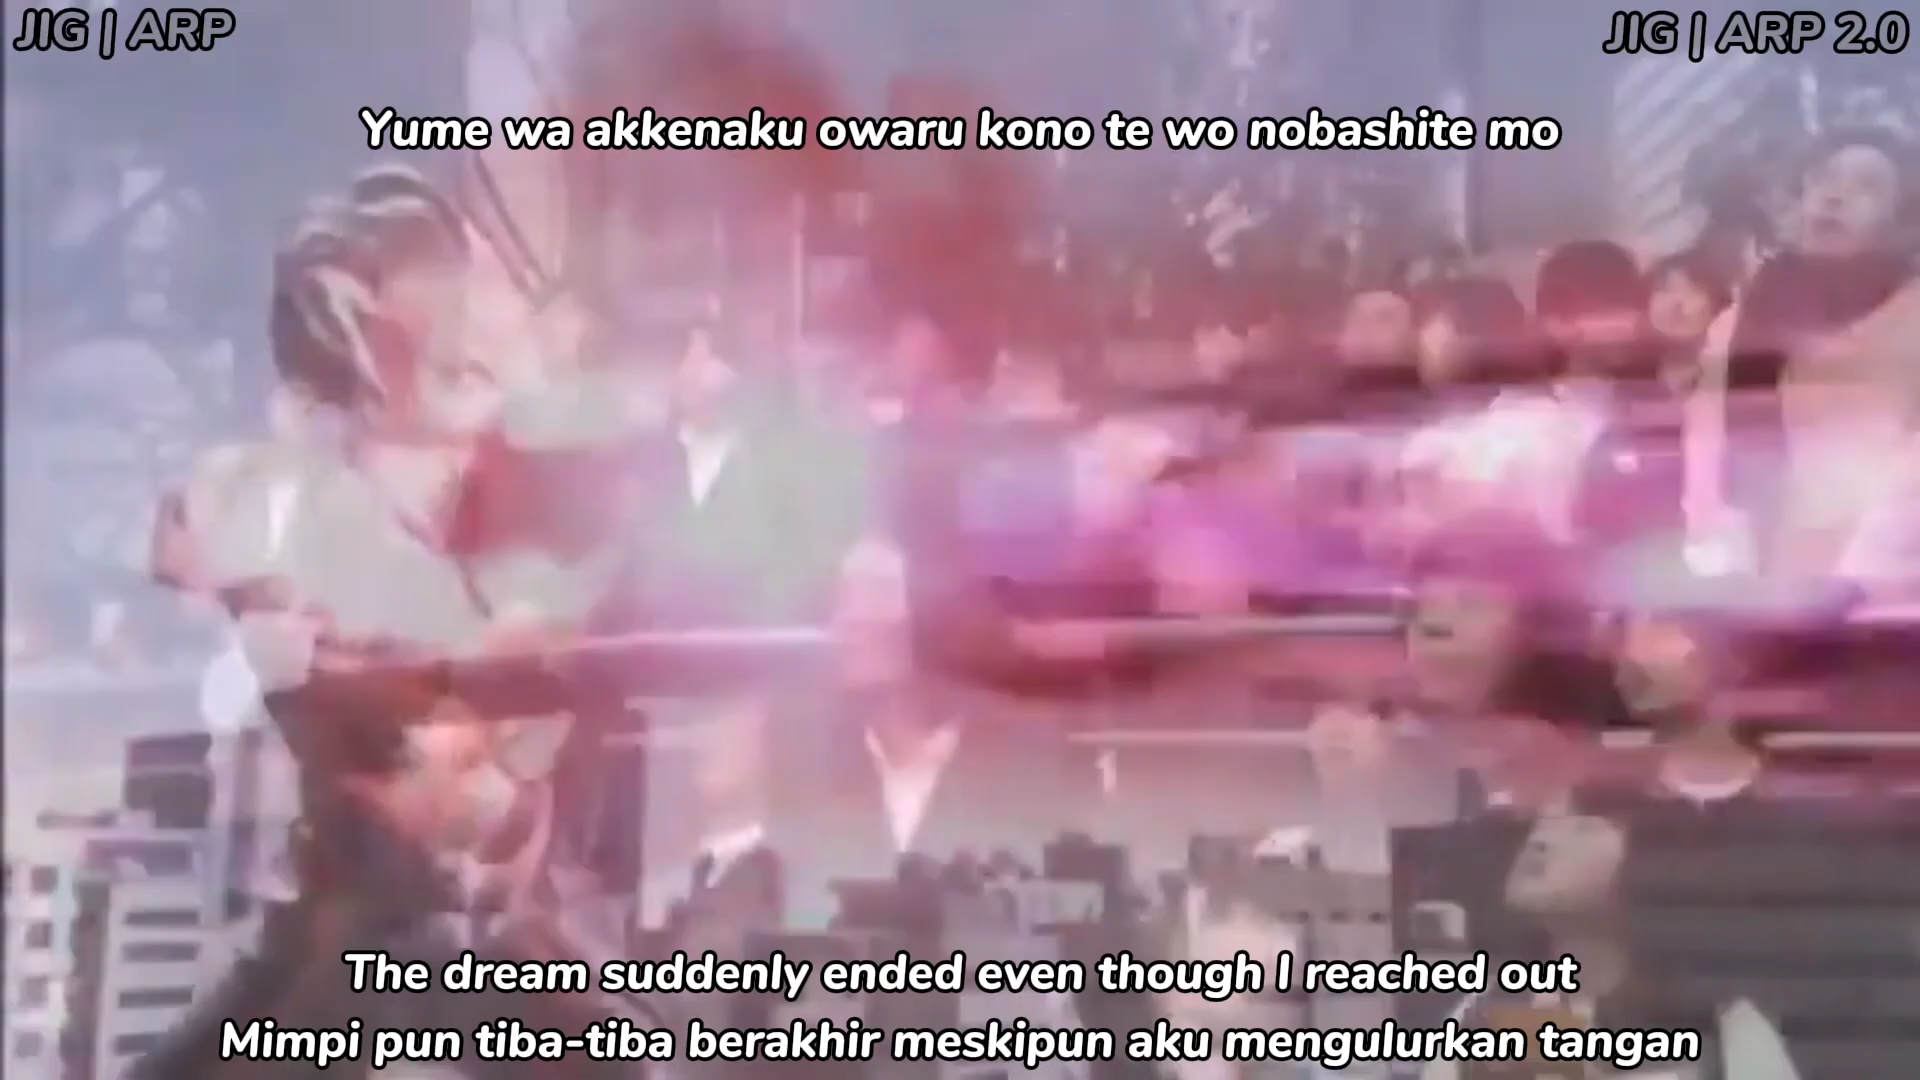 JIG | ARP
JIG | ARP 2.0
Yume wa akkenaku owaru kono te wo nobashite mo
The dream suddenly ended even though I reached out
Mimpi pun tiba-tiba berakhir meskipun aku mengulurkan tangan